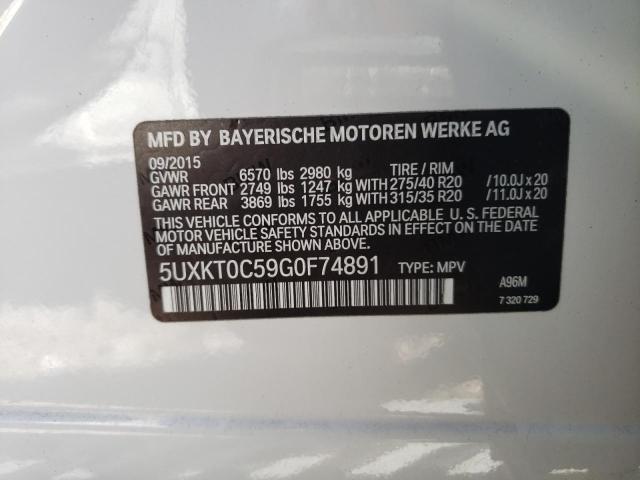 MFD BY BAYERISCHE MOTOREN WERKE AG
09/2015
GVWR 6570 lbs 2980 kg TIRE / RIM
GAWR FRONT 2749 lbs 1247 kg WITH 275/40 R20 /10.0J x 20
GAWR REAR 3869 lbs 1755 kg WITH 315/35 R20 /11.0J x 20
THIS VEHICLE CONFORMS TO ALL APPLICABLE U. S. FEDERAL
MOTOR VEHICLE SAFETY STANDARDS IN EFFECT ON THE DATE
OF MANUFACTURE SHOWN ABOVE.
5UXKT0C59G0F74891 TYPE: MPV
A96M
7 320 729